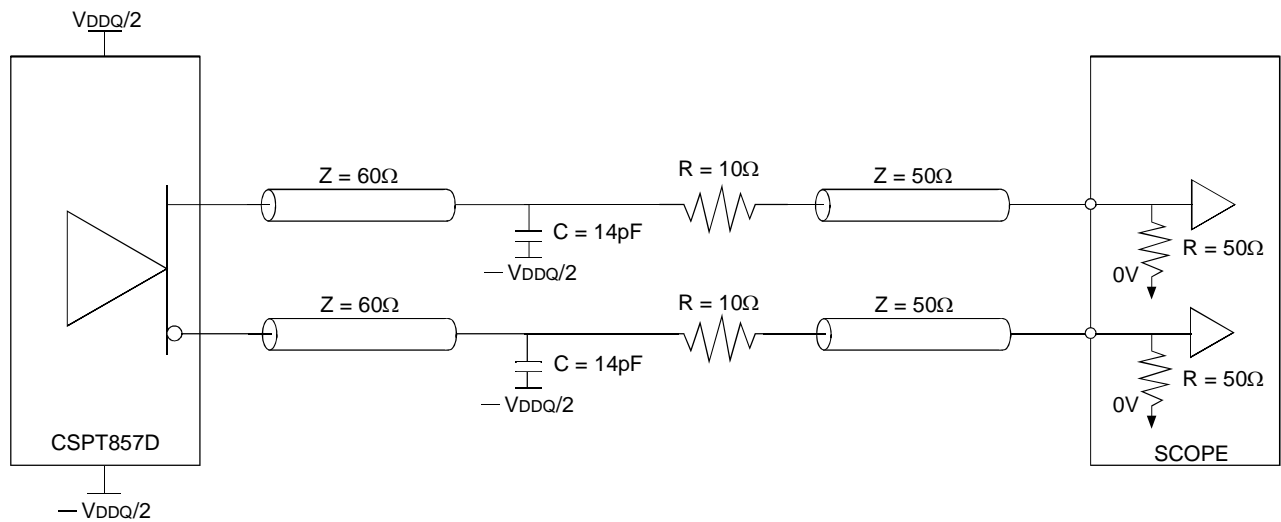 VDDQ/2
Z = 60Ω
R = 10Ω
Z = 50Ω
C = 14pF
— VDDQ/2
R = 50Ω
0V
Z = 60Ω
R = 10Ω
Z = 50Ω
C = 14pF
— VDDQ/2
R = 50Ω
0V
CSPT857D
SCOPE
— VDDQ/2